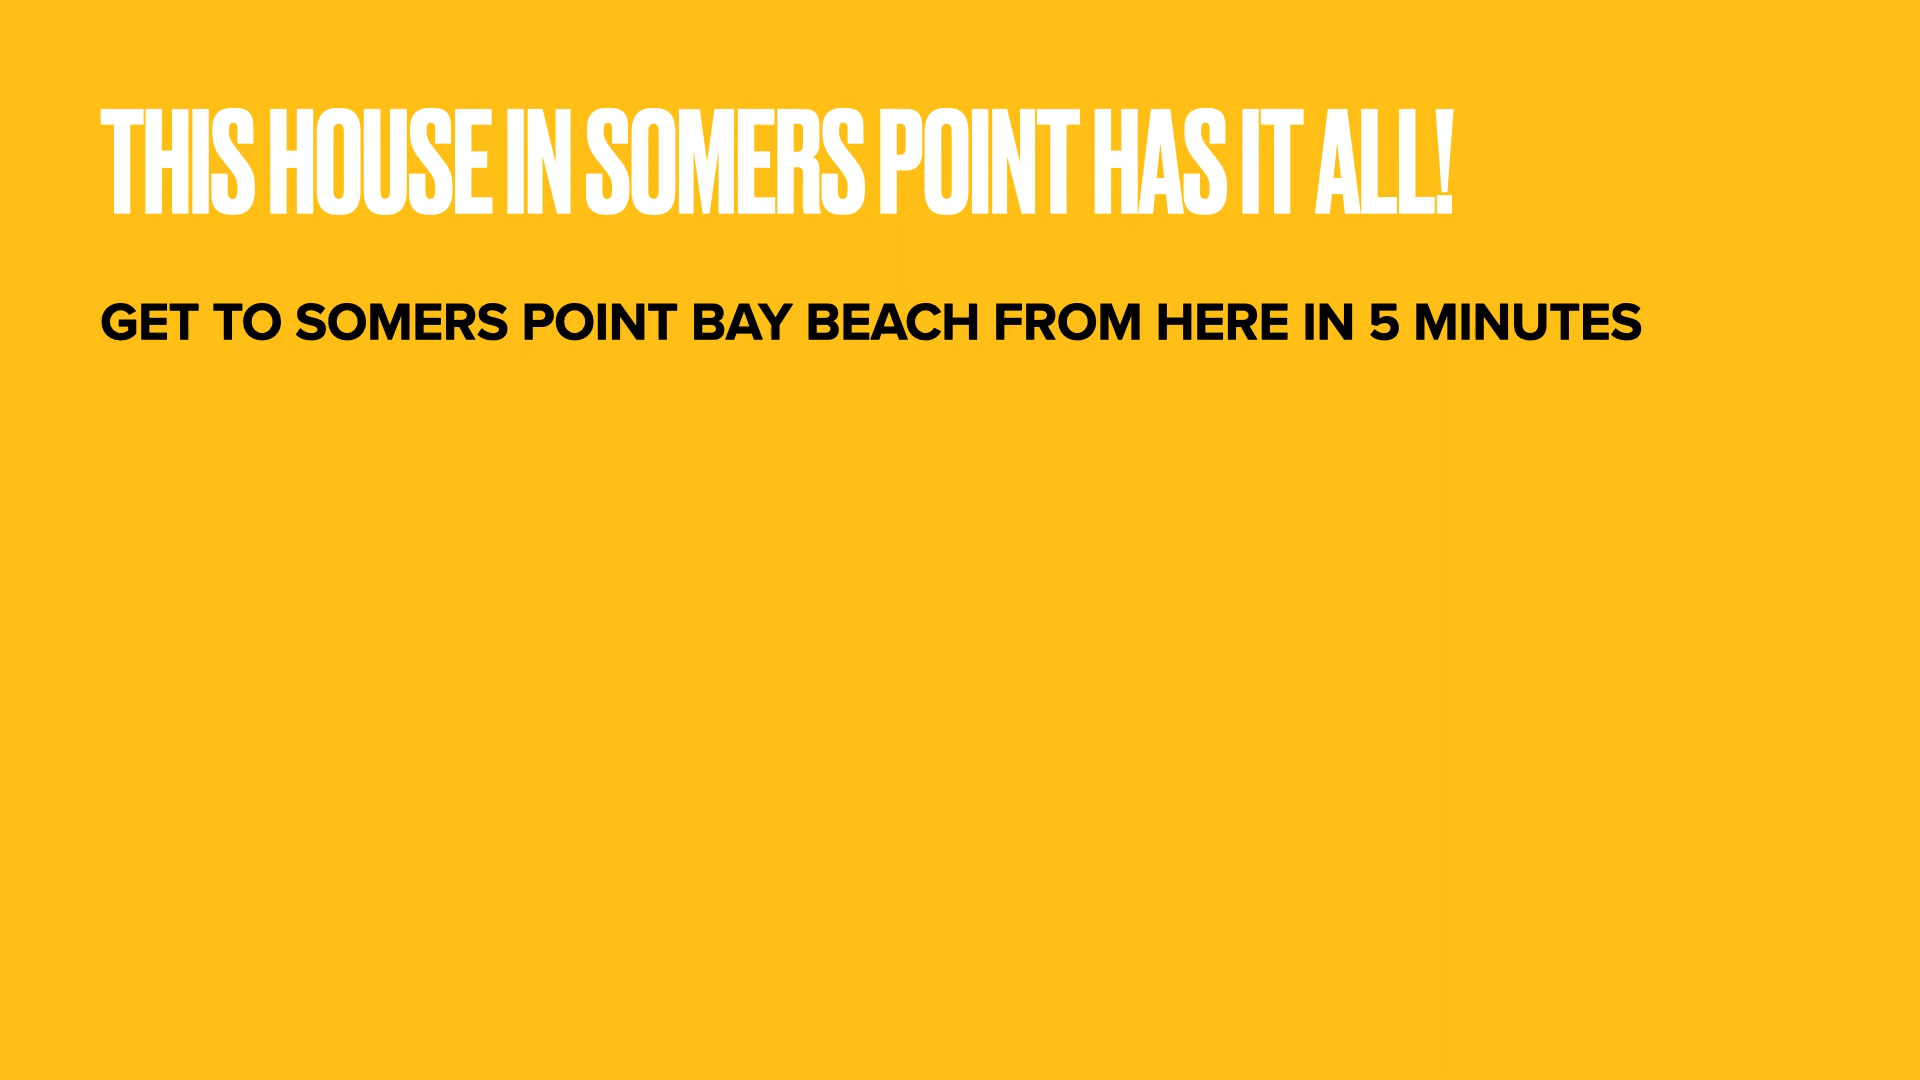 THIS HOUSE IN SOMERS POINT HAS IT ALL!
GET TO SOMERS POINT BAY BEACH FROM HERE IN 5 MINUTES